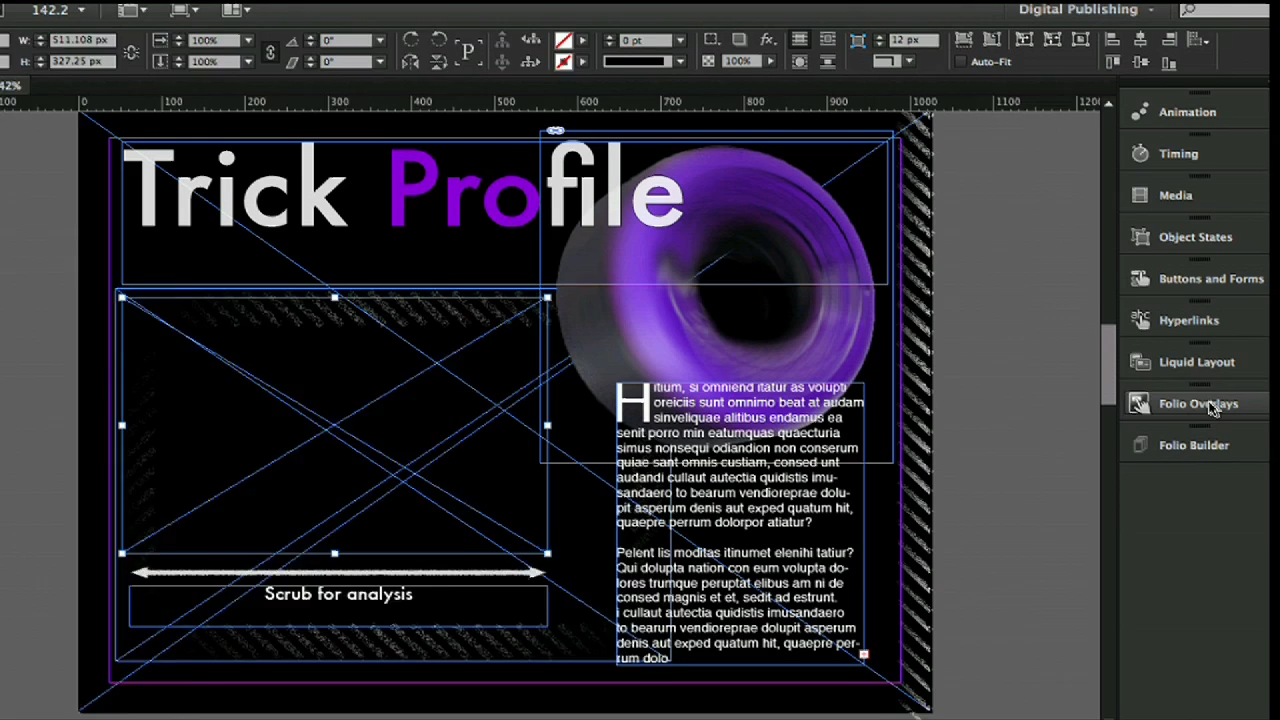 142.2
Digital Publishing
W: 511.108 px
100%
0°
P
0 pt
fx.
12 px
H: 327.25 px
100%
0°
100%
Auto-Fit
42%
100
0
100
200
300
400
500
600
700
800
900
1000
1100
1200
Animation
Timing
Media
Object States
Buttons and Forms
Hyperlinks
Liquid Layout
Folio Overlays
Folio Builder
Trick Profile
Hitium, si omniend itatur as volupti
oreiciis sunt omnimo beat at audam
sinveliquae alitibus endamus ea
senit porro min eatumquas quaecturia
simus nonsequi odiandion non conserum
quiae sant omnis custiam, consed unt
audandi cullaut autectia quidistis imu-
sandaero to bearum vendioreprae dolu-
pit asperum denis aut exped quatum hit,
quaepre perrum dolorpor atiatur?
Pelent lis moditas itinumet elenihi tatiur?
Qui dolupta nation con eum volupta do-
lores trumque peruptat elibus am ni de
consed magnis et et, sedit ad estrunt.
i cullaut autectia quidistis imusandaero
to bearum vendioreprae dolupit asperum
denis aut exped quatum hit, quaepre per-
rum dolo
Scrub for analysis